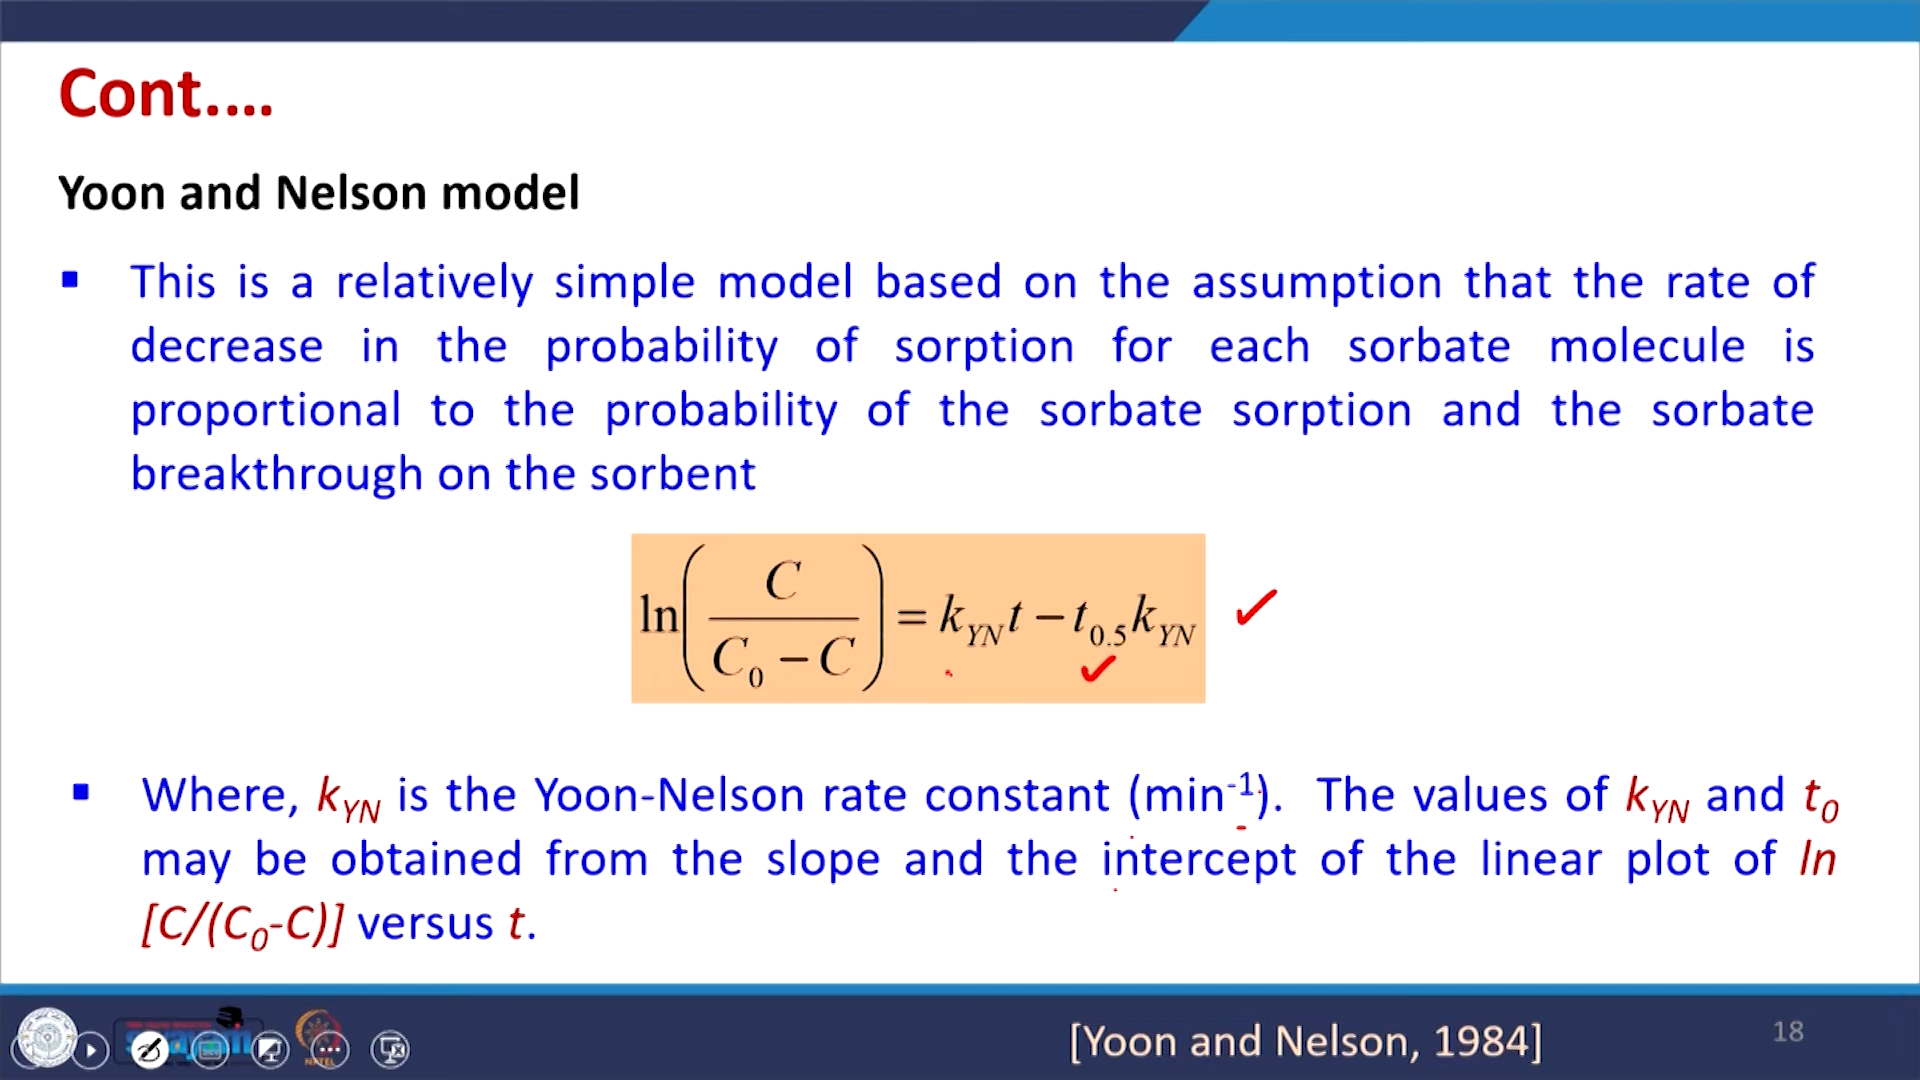 Cont.…
Yoon and Nelson model
▪ This is a relatively simple model based on the assumption that the rate of
decrease in the probability of sorption for each sorbate molecule is
proportional to the probability of the sorbate sorption and the sorbate
breakthrough on the sorbent
ln(C/(C₀ − C)) = k_YN t − t₀.₅ k_YN
▪ Where, k_YN is the Yoon-Nelson rate constant (min⁻¹). The values of k_YN and t₀
may be obtained from the slope and the intercept of the linear plot of ln
[C/(C₀-C)] versus t.
[Yoon and Nelson, 1984]
18